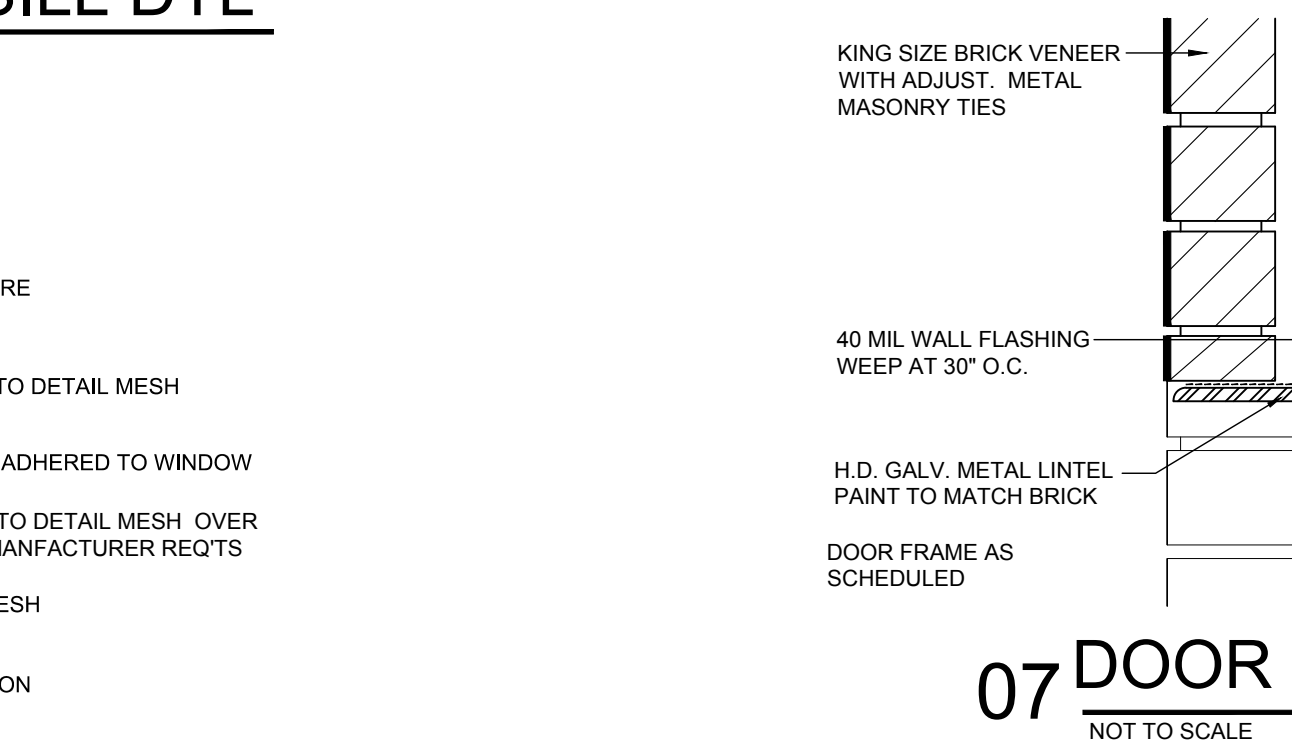 SILL DTL
RE
TO DETAIL MESH
ADHERED TO WINDOW
TO DETAIL MESH OVER
MANFACTURER REQ'TS
ESH
ON
KING SIZE BRICK VENEER
WITH ADJUST. METAL
MASONRY TIES
40 MIL WALL FLASHING
WEEP AT 30" O.C.
H.D. GALV. METAL LINTEL
PAINT TO MATCH BRICK
DOOR FRAME AS
SCHEDULED
07 DOOR
NOT TO SCALE